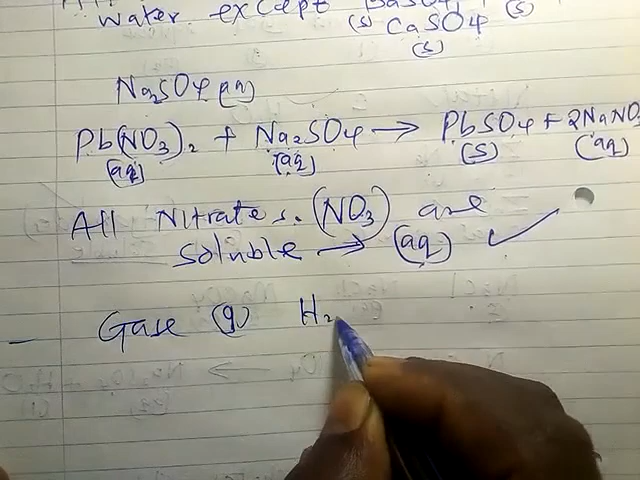 water except BaSO4 (s)
(s) CaSO4
(s)
Na2SO4 (aq)
Pb(NO3)2 + Na2SO4 → PbSO4 + 2NaNO3
(aq) (aq) (s) (aq)
All Nitrates. (NO3) are
soluble → (aq) ✓
- Gase (g) H2